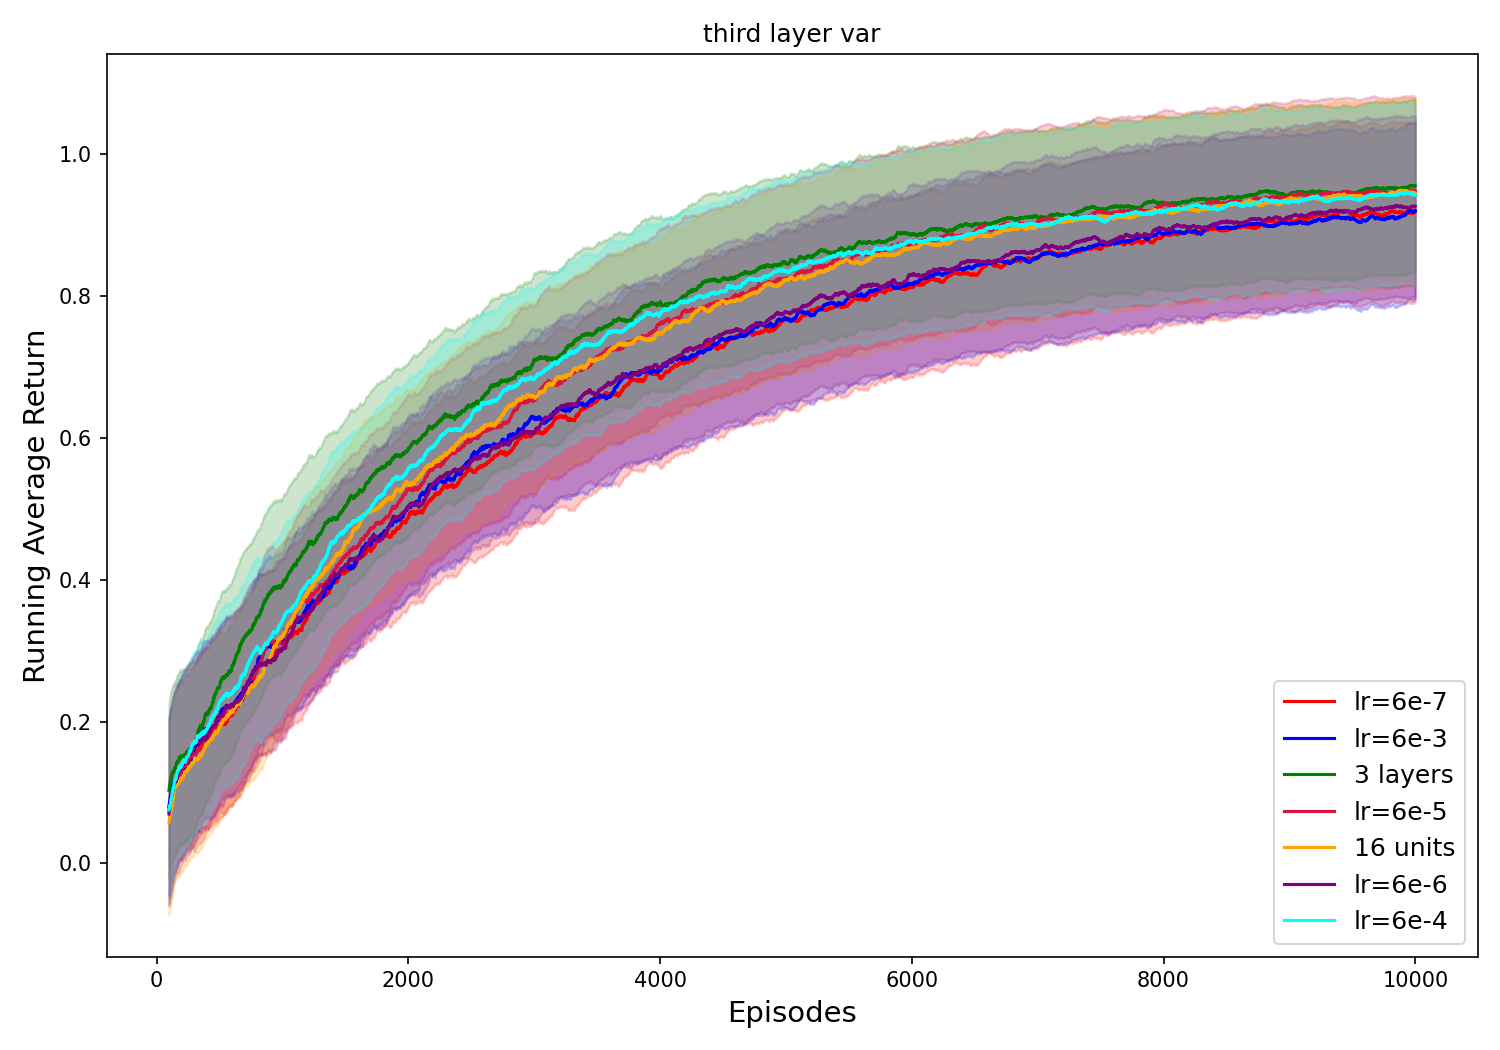 third layer var
Running Average Return
1.0
0.8
0.6
0.4
0.2
0.0
0
2000
4000
6000
8000
10000
Episodes
lr=6e-7
lr=6e-3
3 layers
lr=6e-5
16 units
lr=6e-6
lr=6e-4